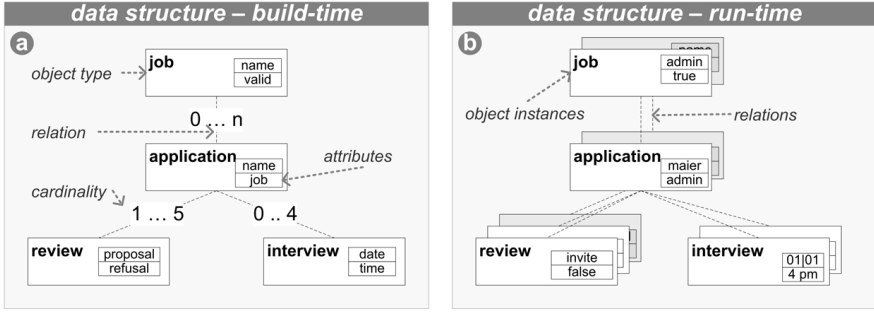 data structure – build-time
a
job
name
valid
object type
0 ... n
relation
application
name
job
attributes
cardinality
1 ... 5
0 .. 4
review
proposal
refusal
interview
date
time
data structure – run-time
b
name
job
admin
true
object instances
relations
application
maier
admin
review
invite
false
interview
01|01
4 pm